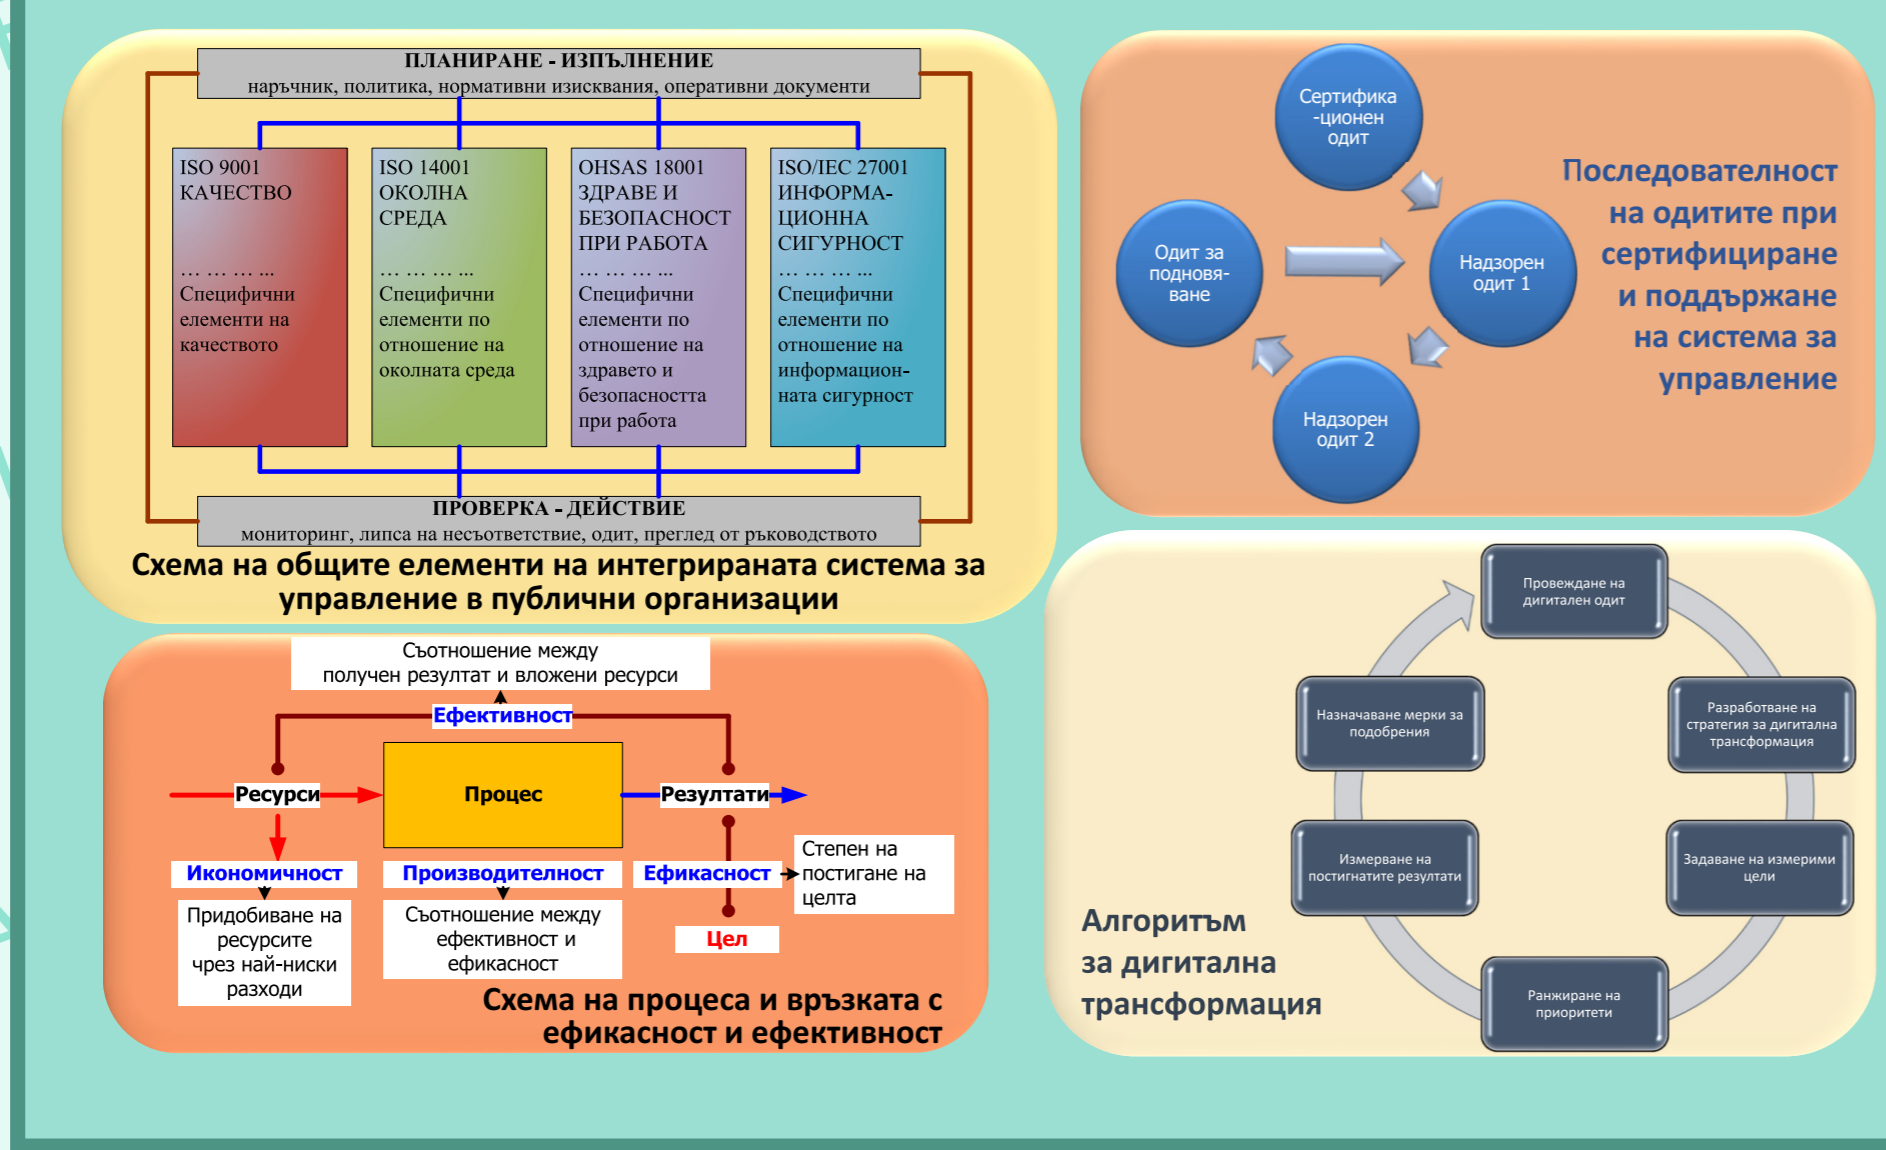 ПЛАНИРАНЕ - ИЗПЪЛНЕНИЕ
наръчник, политика, нормативни изисквания, оперативни документи
ISO 9001
КАЧЕСТВО
… … … ...
Специфични
елементи на
качеството
ISO 14001
ОКОЛНА
СРЕДА
… … … ...
Специфични
елементи по
отношение на
околната среда
OHSAS 18001
ЗДРАВЕ И
БЕЗОПАСНОСТ
ПРИ РАБОТА
… … … ...
Специфични
елементи по
отношение на
здравето и
безопасността
при работа
ISO/IEC 27001
ИНФОРМА-
ЦИОННА
СИГУРНОСТ
… … … ...
Специфични
елементи по
отношение на
информацион-
ната сигурност
ПРОВЕРКА - ДЕЙСТВИЕ
мониторинг, липса на несъответствие, одит, преглед от ръководството
Схема на общите елементи на интегрираната система за
управление в публични организации
Сертифика
-ционен
одит
Одит за
подновя-
ване
Надзорен
одит 1
Надзорен
одит 2
Последователност
на одитите при
сертифициране
и поддържане
на система за
управление
Съотношение между
получен резултат и вложени ресурси
Ефективност
Ресурси
Процес
Резултати
Икономичност
Производителност
Ефикасност
Степен на
постигане на
целта
Придобиване на
ресурсите
чрез най-ниски
разходи
Съотношение между
ефективност и
ефикасност
Цел
Схема на процеса и връзката с
ефикасност и ефективност
Провеждане на
дигитален одит
Разработване на
стратегия за дигитална
трансформация
Задаване на измерими
цели
Ранжиране на
приоритети
Измерване на
постигнатите резултати
Назначаване мерки за
подобрения
Алгоритъм
за дигитална
трансформация